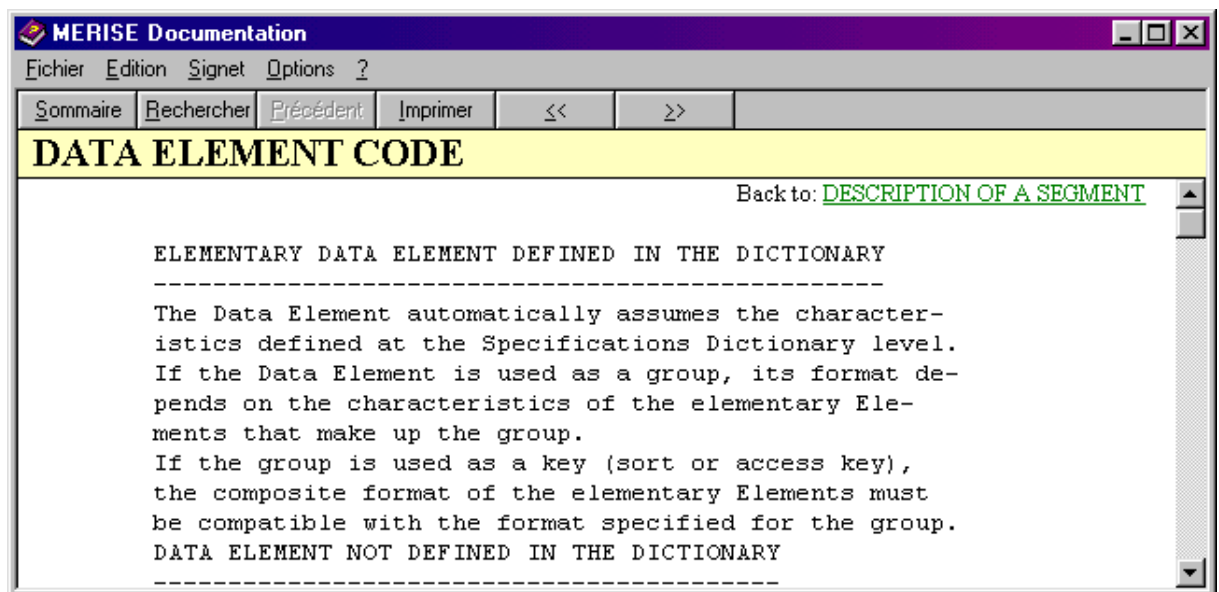 MERISE Documentation
Fichier Edition Signet Options ?
Sommaire Rechercher Précédent Imprimer << >>
DATA ELEMENT CODE
Back to: DESCRIPTION OF A SEGMENT
ELEMENTARY DATA ELEMENT DEFINED IN THE DICTIONARY
-------------------------------------------------
The Data Element automatically assumes the character-
istics defined at the Specifications Dictionary level.
If the Data Element is used as a group, its format de-
pends on the characteristics of the elementary Ele-
ments that make up the group.
If the group is used as a key (sort or access key),
the composite format of the elementary Elements must
be compatible with the format specified for the group.
DATA ELEMENT NOT DEFINED IN THE DICTIONARY
------------------------------------------